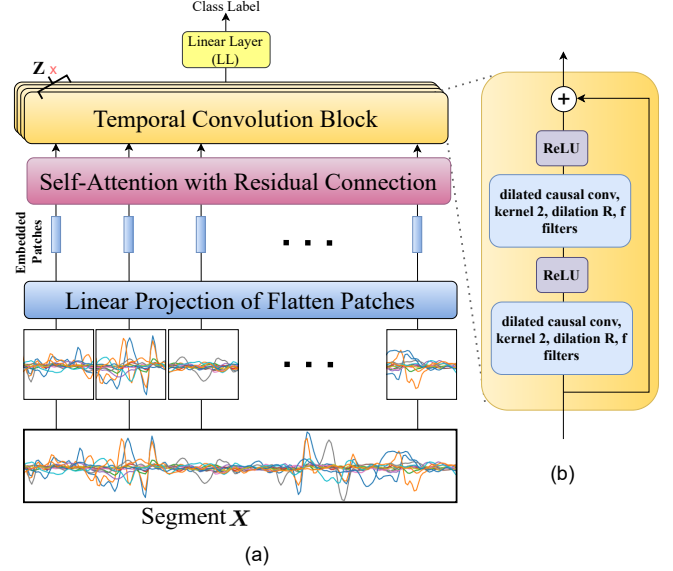 Class Label
Linear Layer
(LL)
Z x
Temporal Convolution Block
Self-Attention with Residual Connection
Embedded
Patches
. . .
Linear Projection of Flatten Patches
. . .
Segment X
(a)
+
ReLU
dilated causal conv,
kernel 2, dilation R, f
filters
ReLU
dilated causal conv,
kernel 2, dilation R, f
filters
(b)